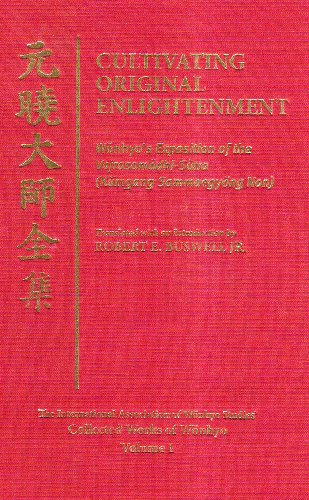 元曉大師全集
CULTIVATING
ORIGINAL
ENLIGHTENMENT
Wŏnhyo's Exposition of the
Vajrasamādhi-Sūtra
(Kŭmgang Sammaegyŏng Non)
Translated with an Introduction by
ROBERT E. BUSWELL JR.
The International Association of Wŏnhyo Studies'
Collected Works of Wŏnhyo
Volume 1